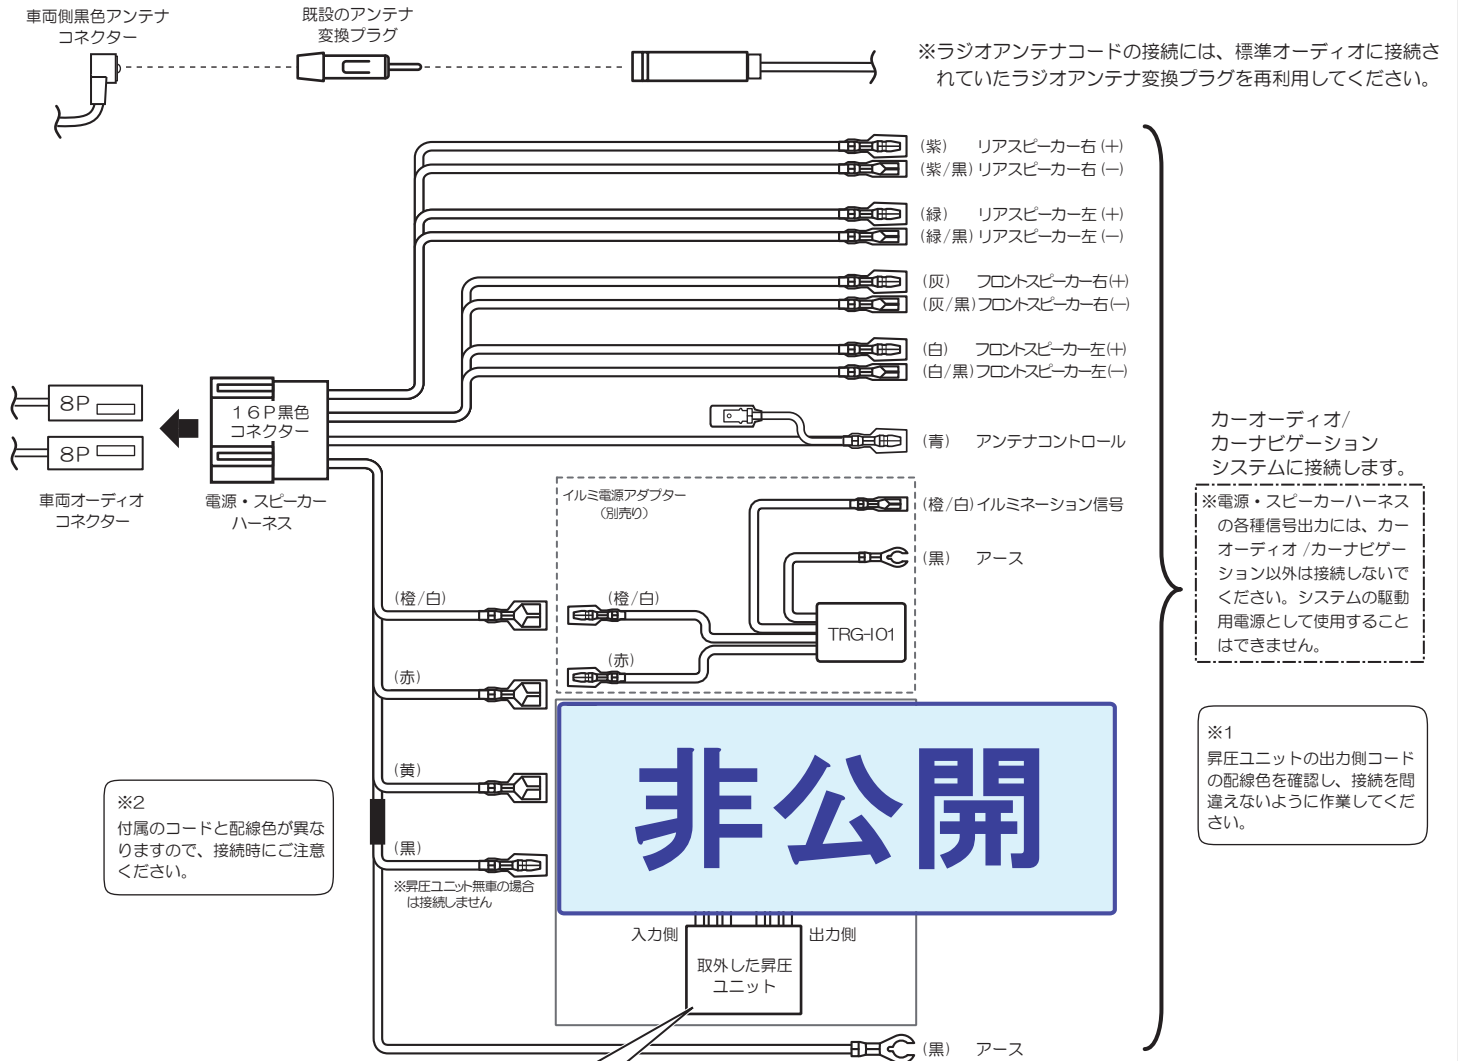 車両側黒色アンテナ
コネクター
既設のアンテナ
変換プラグ
※ラジオアンテナコードの接続には、標準オーディオに接続さ
れていたラジオアンテナ変換プラグを再利用してください。
(紫) リアスピーカー右(+)
(紫/黒)リアスピーカー右(−)
(緑) リアスピーカー左(+)
(緑/黒)リアスピーカー左(−)
(灰) フロントスピーカー右(+)
(灰/黒)フロントスピーカー右(−)
(白) フロントスピーカー左(+)
(白/黒)フロントスピーカー左(−)
8P
8P
車両オーディオ
コネクター
16P黒色
コネクター
電源・スピーカー
ハーネス
(青) アンテナコントロール
カーオーディオ/
カーナビゲーション
システムに接続します。
※電源・スピーカーハーネス
の各種信号出力には、カー
オーディオ/カーナビゲー
ション以外は接続しないで
ください。システムの駆動
用電源として使用すること
はできません。
イルミ電源アダプター
(別売り)
(橙/白)イルミネーション信号
(黒) アース
(橙/白)
(橙/白)
TRG-I01
(赤)
(赤)
(黄)
(黒)
※昇圧ユニット無車の場合
は接続しません
非公開
※1
昇圧ユニットの出力側コード
の配線色を確認し、接続を間
違えないように作業してくだ
さい。
※2
付属のコードと配線色が異な
りますので、接続時にご注意
ください。
入力側
出力側
取外した昇圧
ユニット
(黒) アース